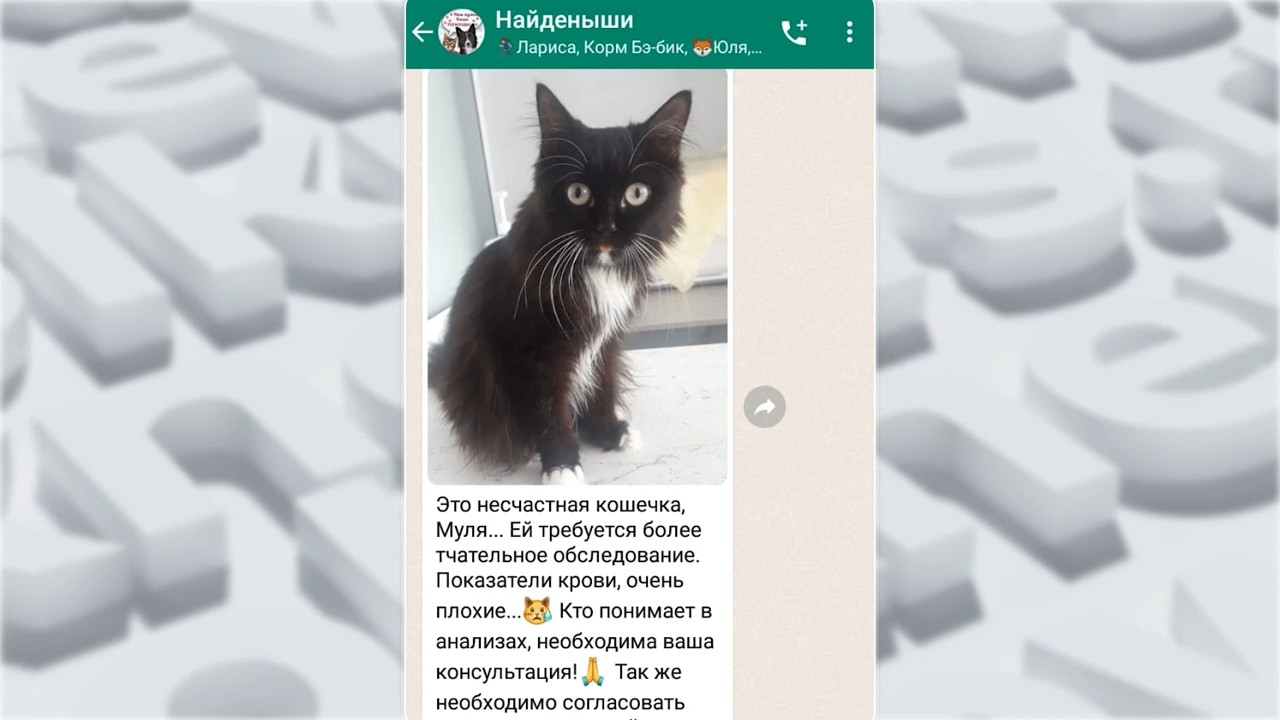 Найденыши
Лариса, Корм Бэ-бик, 🦊Юля,...
Это несчастная кошечка,
Муля... Ей требуется более
тчательное обследование.
Показатели крови, очень
плохие...😿 Кто понимает в
анализах, необходима ваша
консультация!🙏 Так же
необходимо согласовать